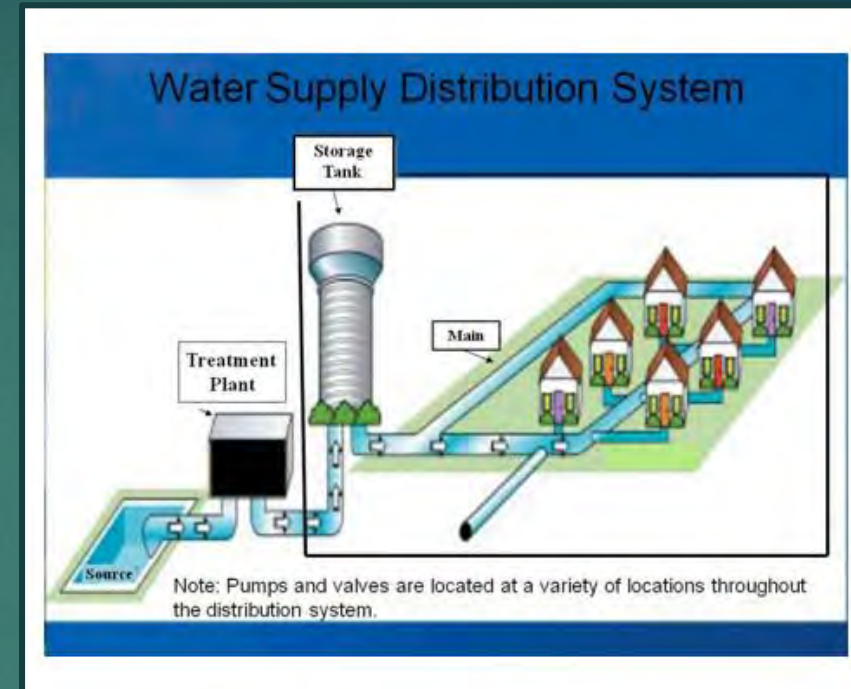 Water Supply Distribution System
Storage
Tank
Main
Treatment
Plant
Source
Note: Pumps and valves are located at a variety of locations throughout
the distribution system.